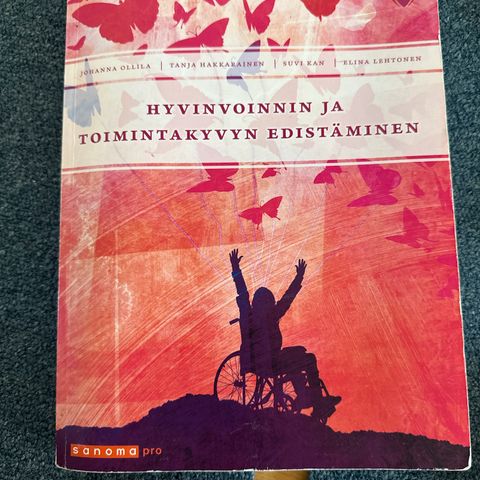 JOHANNA OLLILA | TANJA HAKKARAINEN | SUVI KAN | ELINA LEHTONEN
HYVINVOINNIN JA
TOIMINTAKYVYN EDISTÄMINEN
sanoma pro